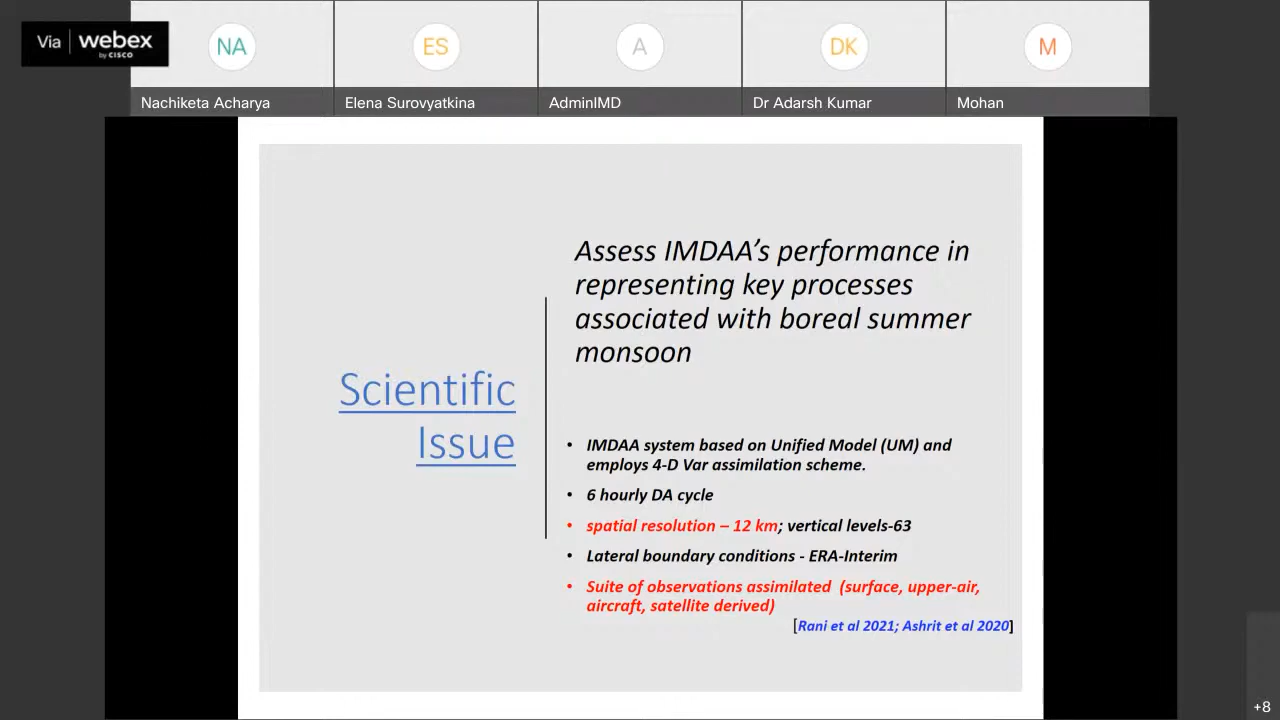 Via webex
by CISCO
NA
ES
A
DK
M
Nachiketa Acharya
Elena Surovyatkina
AdminIMD
Dr Adarsh Kumar
Mohan
Scientific
Issue
Assess IMDAA’s performance in
representing key processes
associated with boreal summer
monsoon
• IMDAA system based on Unified Model (UM) and
employs 4-D Var assimilation scheme.
• 6 hourly DA cycle
• spatial resolution – 12 km; vertical levels-63
• Lateral boundary conditions - ERA-Interim
• Suite of observations assimilated (surface, upper-air,
aircraft, satellite derived)
[Rani et al 2021; Ashrit et al 2020]
+8